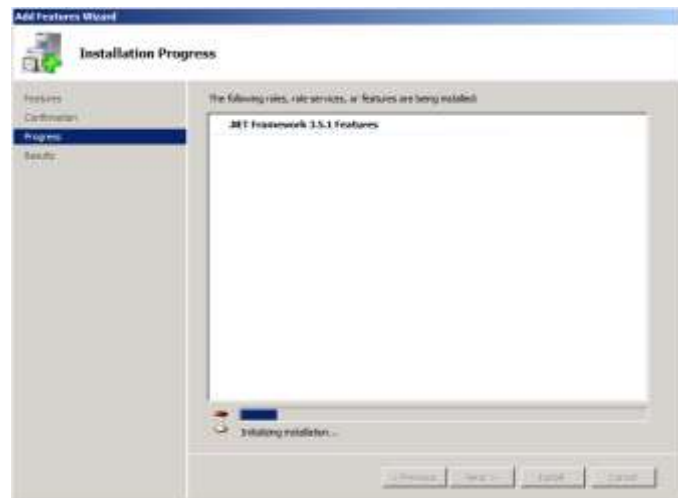 Add Features Wizard
Installation Progress
Features
Confirmation
Progress
Results
The following roles, role services, or features are being installed:
.NET Framework 3.5.1 Features
Initializing installation...
< Previous
Next >
Install
Cancel